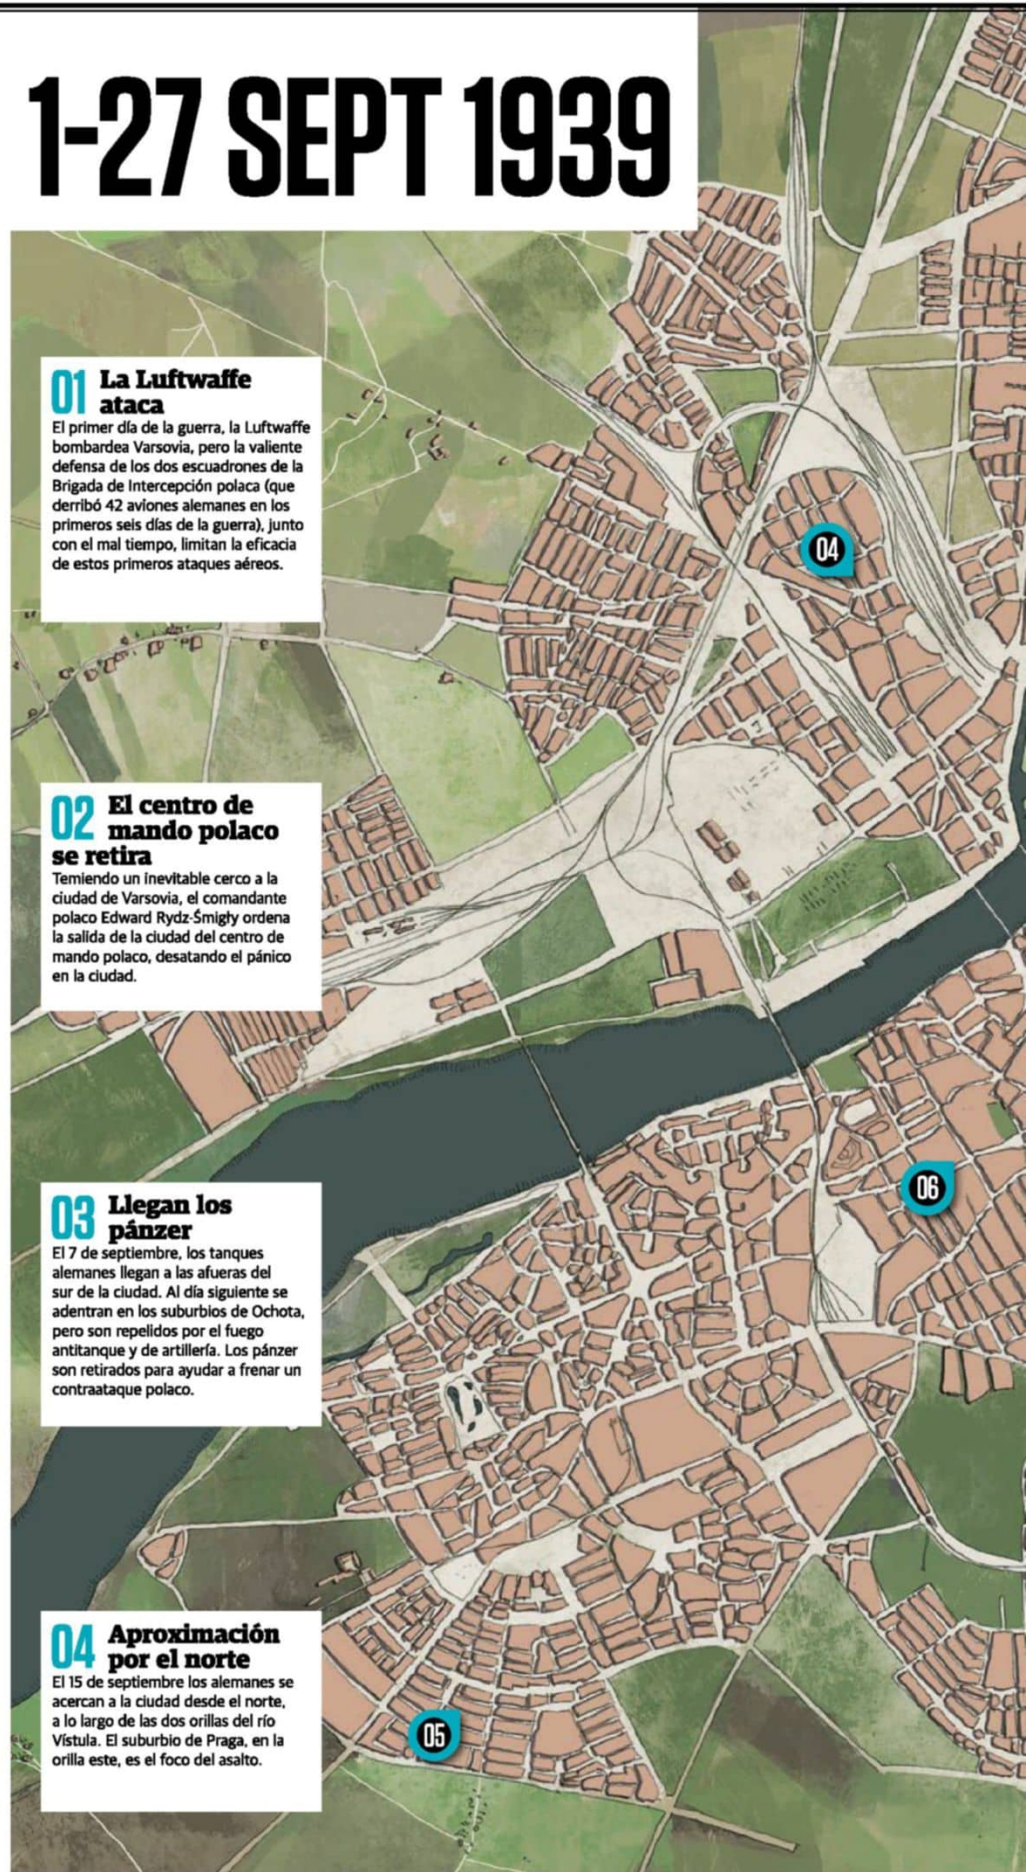 1-27 SEPT 1939
01 La Luftwaffe
ataca
El primer día de la guerra, la Luftwaffe
bombardea Varsovia, pero la valiente
defensa de los dos escuadrones de la
Brigada de Intercepción polaca (que
derribó 42 aviones alemanes en los
primeros seis días de la guerra), junto
con el mal tiempo, limitan la eficacia
de estos primeros ataques aéreos.
04
02 El centro de
mando polaco
se retira
Temiendo un inevitable cerco a la
ciudad de Varsovia, el comandante
polaco Edward Rydz-Śmigły ordena
la salida de la ciudad del centro de
mando polaco, desatando el pánico
en la ciudad.
06
03 Llegan los
pánzer
El 7 de septiembre, los tanques
alemanes llegan a las afueras del
sur de la ciudad. Al día siguiente se
adentran en los suburbios de Ochota,
pero son repelidos por el fuego
antitanque y de artillería. Los pánzer
son retirados para ayudar a frenar un
contraataque polaco.
04 Aproximación
por el norte
El 15 de septiembre los alemanes se
acercan a la ciudad desde el norte,
a lo largo de las dos orillas del río
Vístula. El suburbio de Praga, en la
orilla este, es el foco del asalto.
05